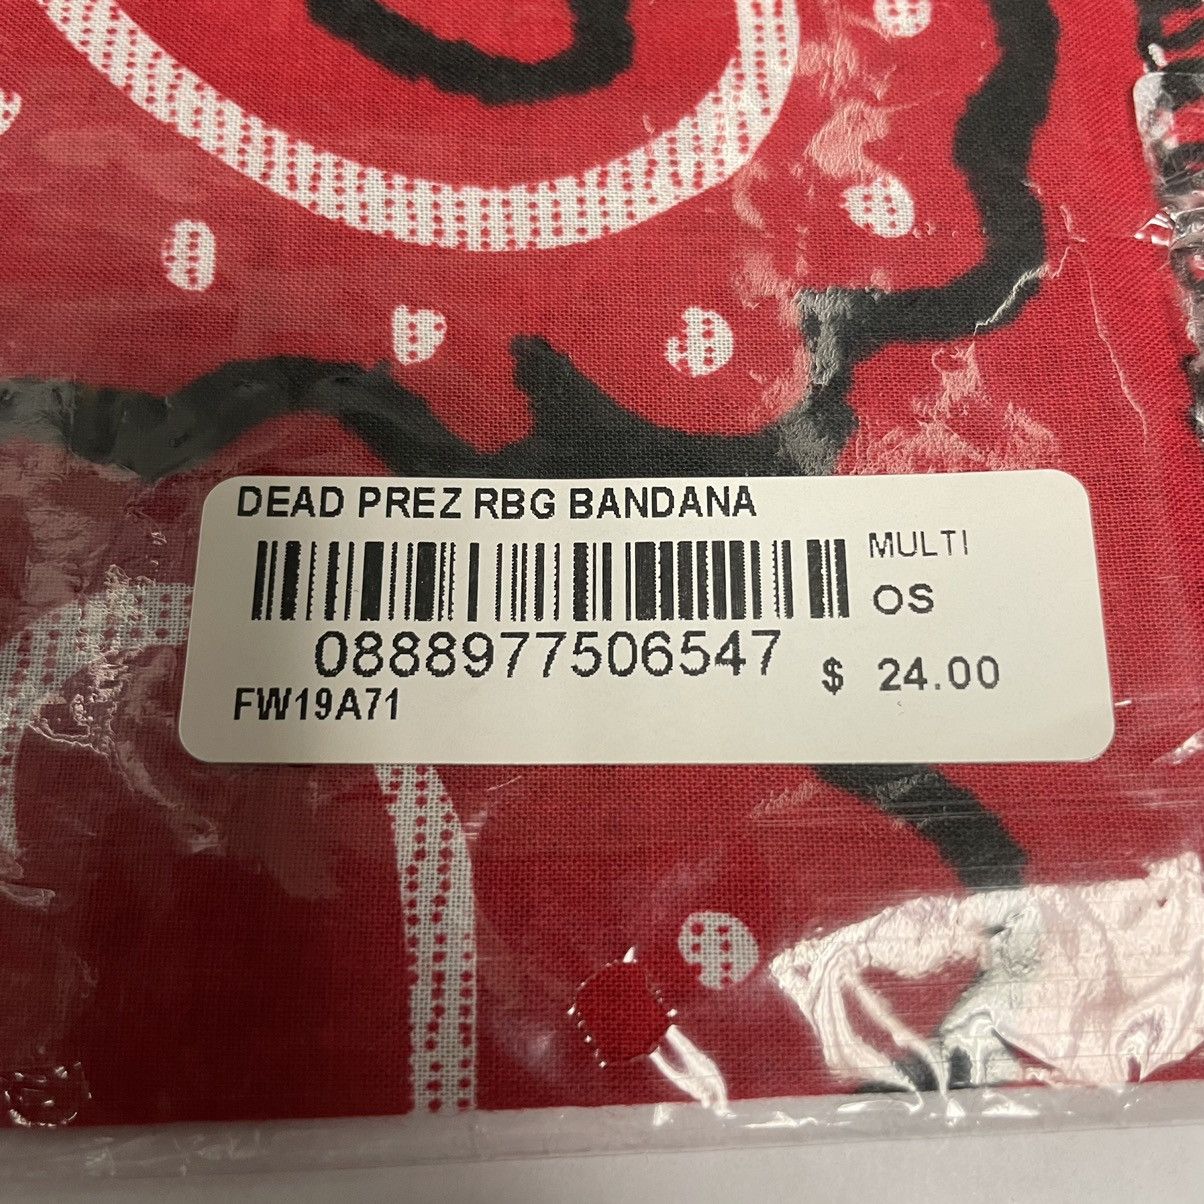 DEAD PREZ RBG BANDANA
MULTI
OS
0888977506547
$ 24.00
FW19A71